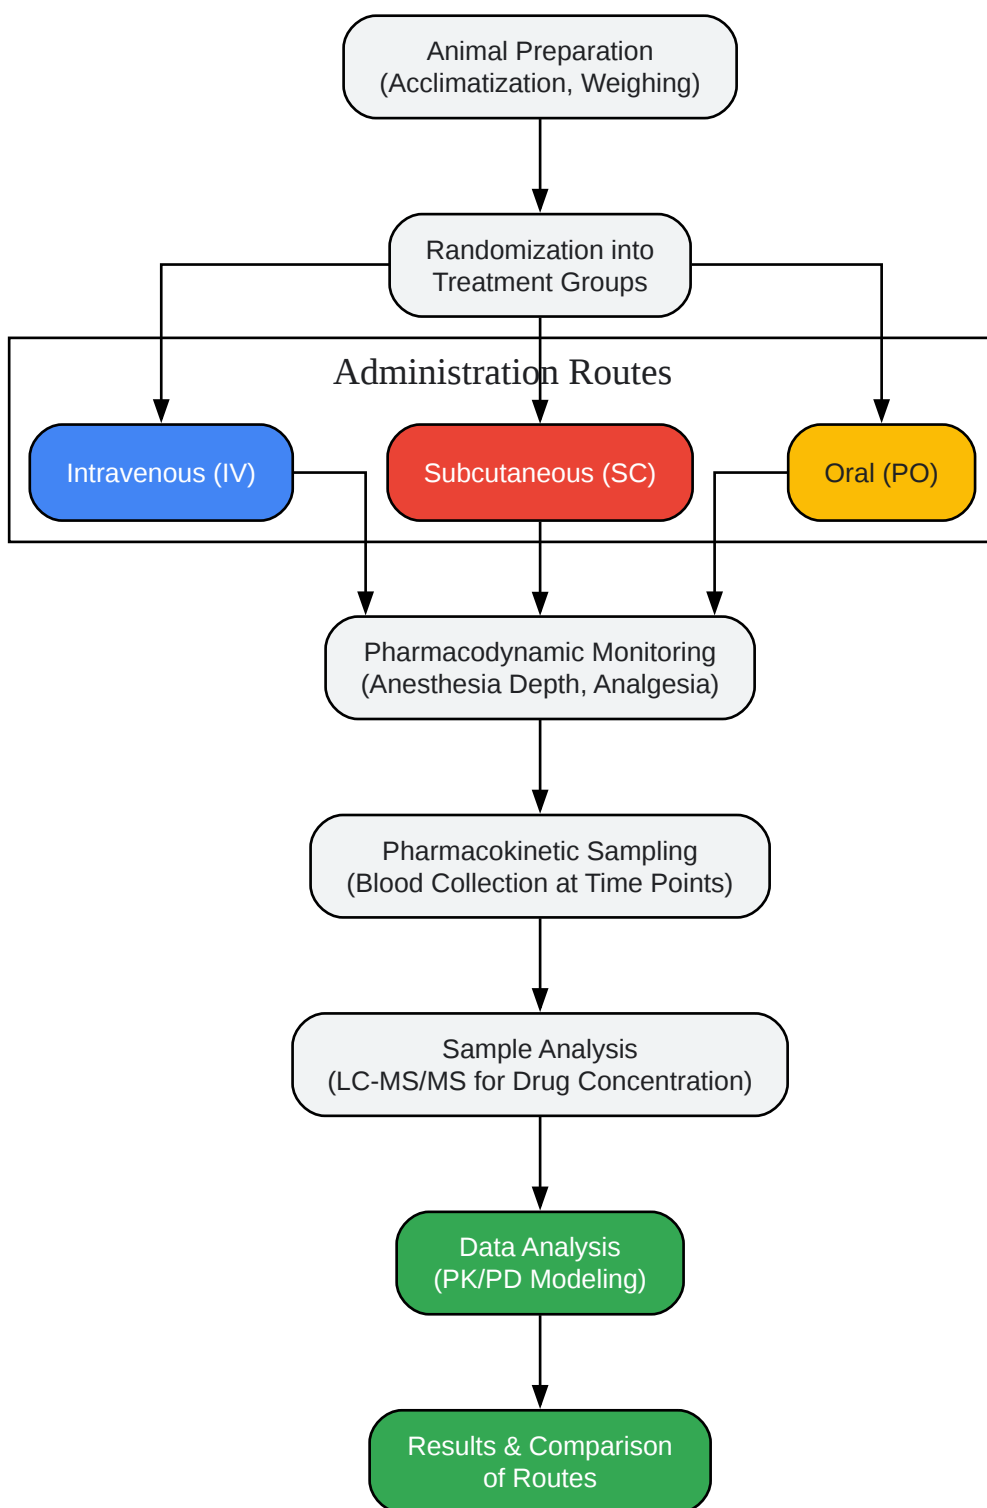 Animal Preparation
(Acclimatization, Weighing)
Randomization into
Treatment Groups
Administration Routes
Intravenous (IV)
Subcutaneous (SC)
Oral (PO)
Pharmacodynamic Monitoring
(Anesthesia Depth, Analgesia)
Pharmacokinetic Sampling
(Blood Collection at Time Points)
Sample Analysis
(LC-MS/MS for Drug Concentration)
Data Analysis
(PK/PD Modeling)
Results & Comparison
of Routes